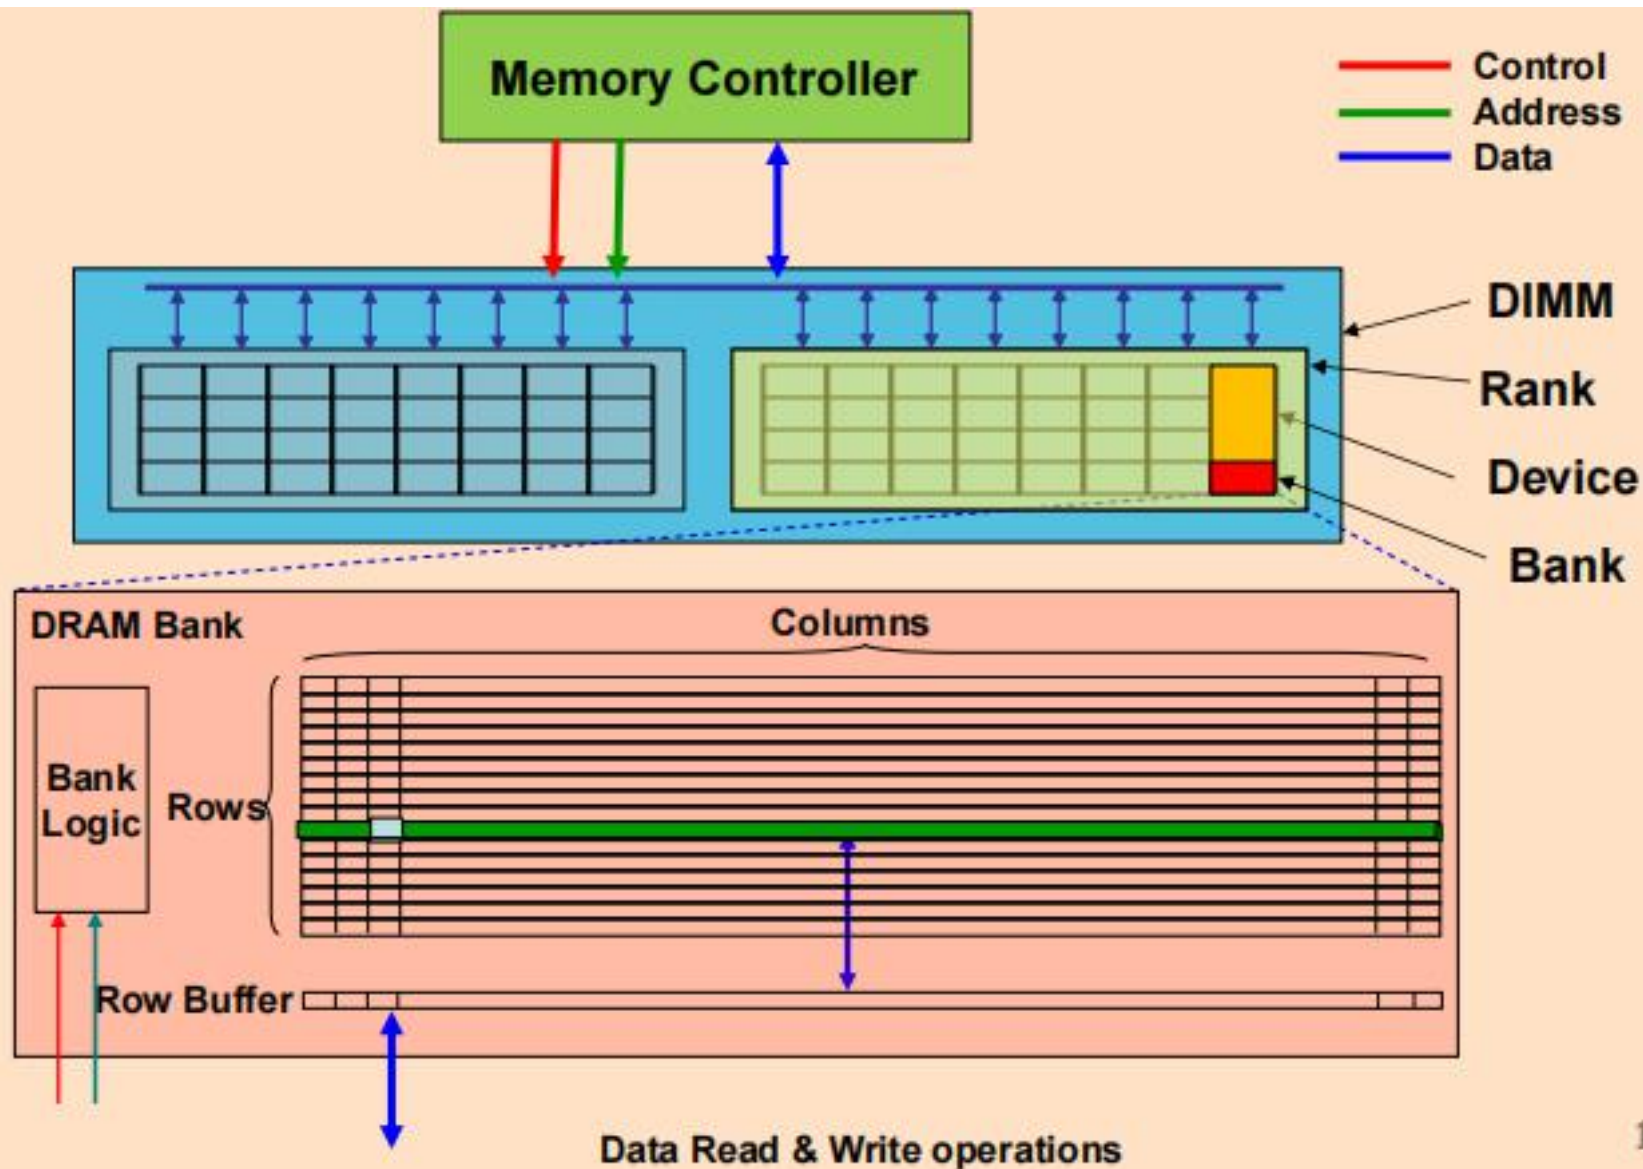 Memory Controller
Control
Address
Data
DIMM
Rank
Device
Bank
DRAM Bank
Columns
Bank
Logic
Rows
Row Buffer
Data Read & Write operations